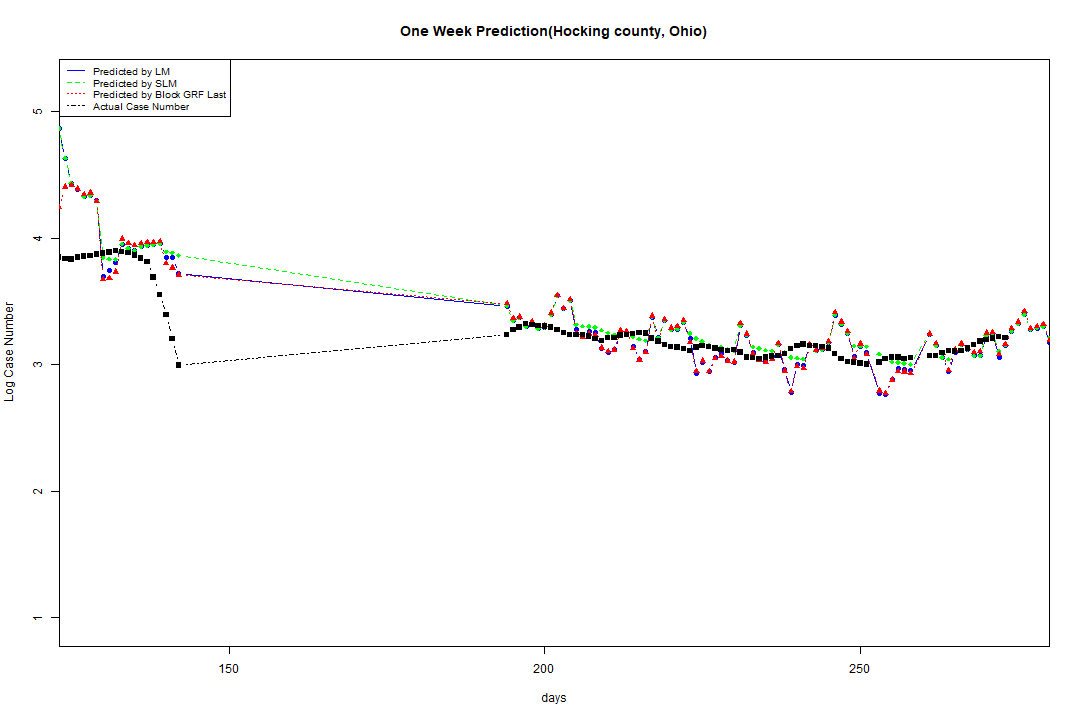 One Week Prediction(Hocking county, Ohio)
Predicted by LM
Predicted by SLM
Predicted by Block GRF Last
Actual Case Number
5
4
3
2
1
Log Case Number
150
200
250
days